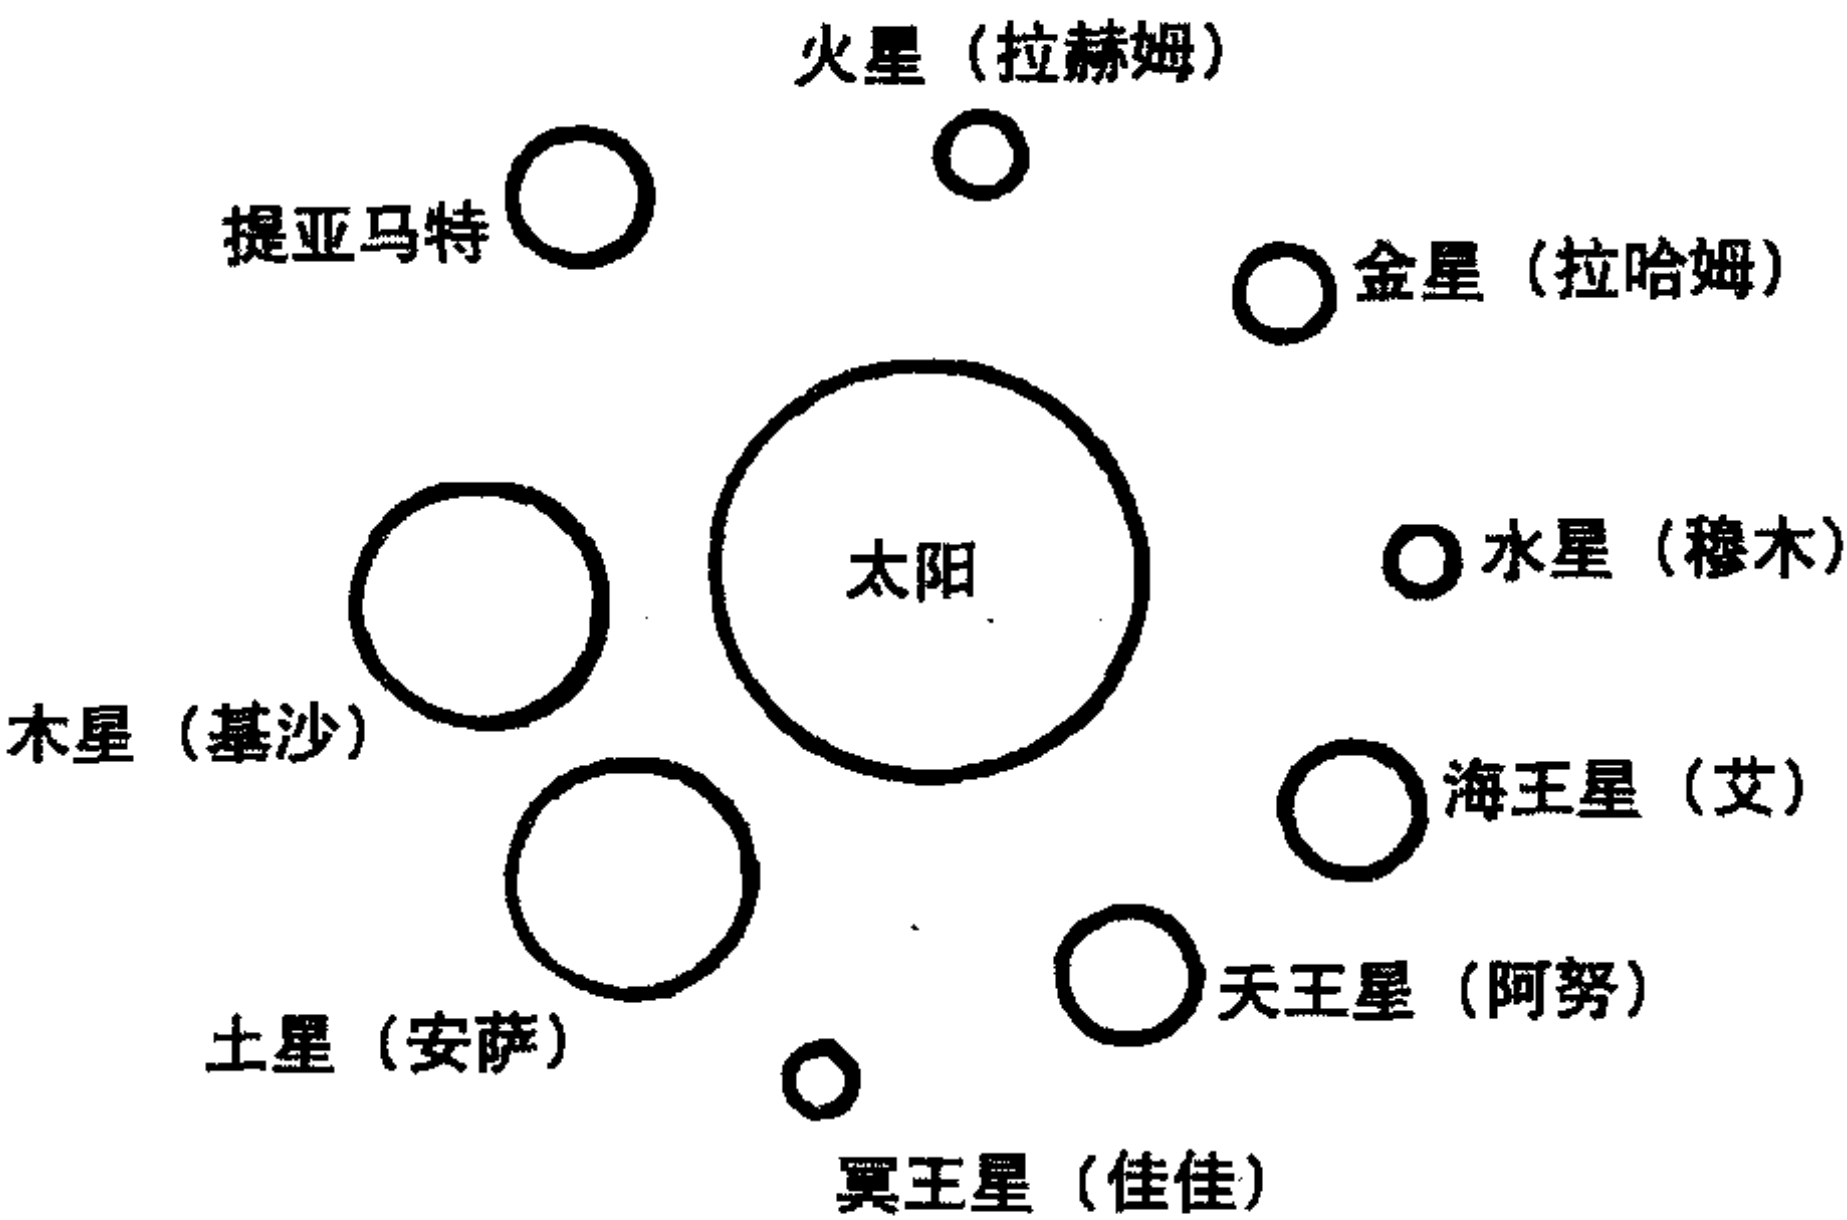 火星（拉赫姆）
提亚马特
金星（拉哈姆）
太阳
水星（穆木）
木星（基沙）
海王星（艾）
天王星（阿努）
土星（安萨）
冥王星（佳佳）